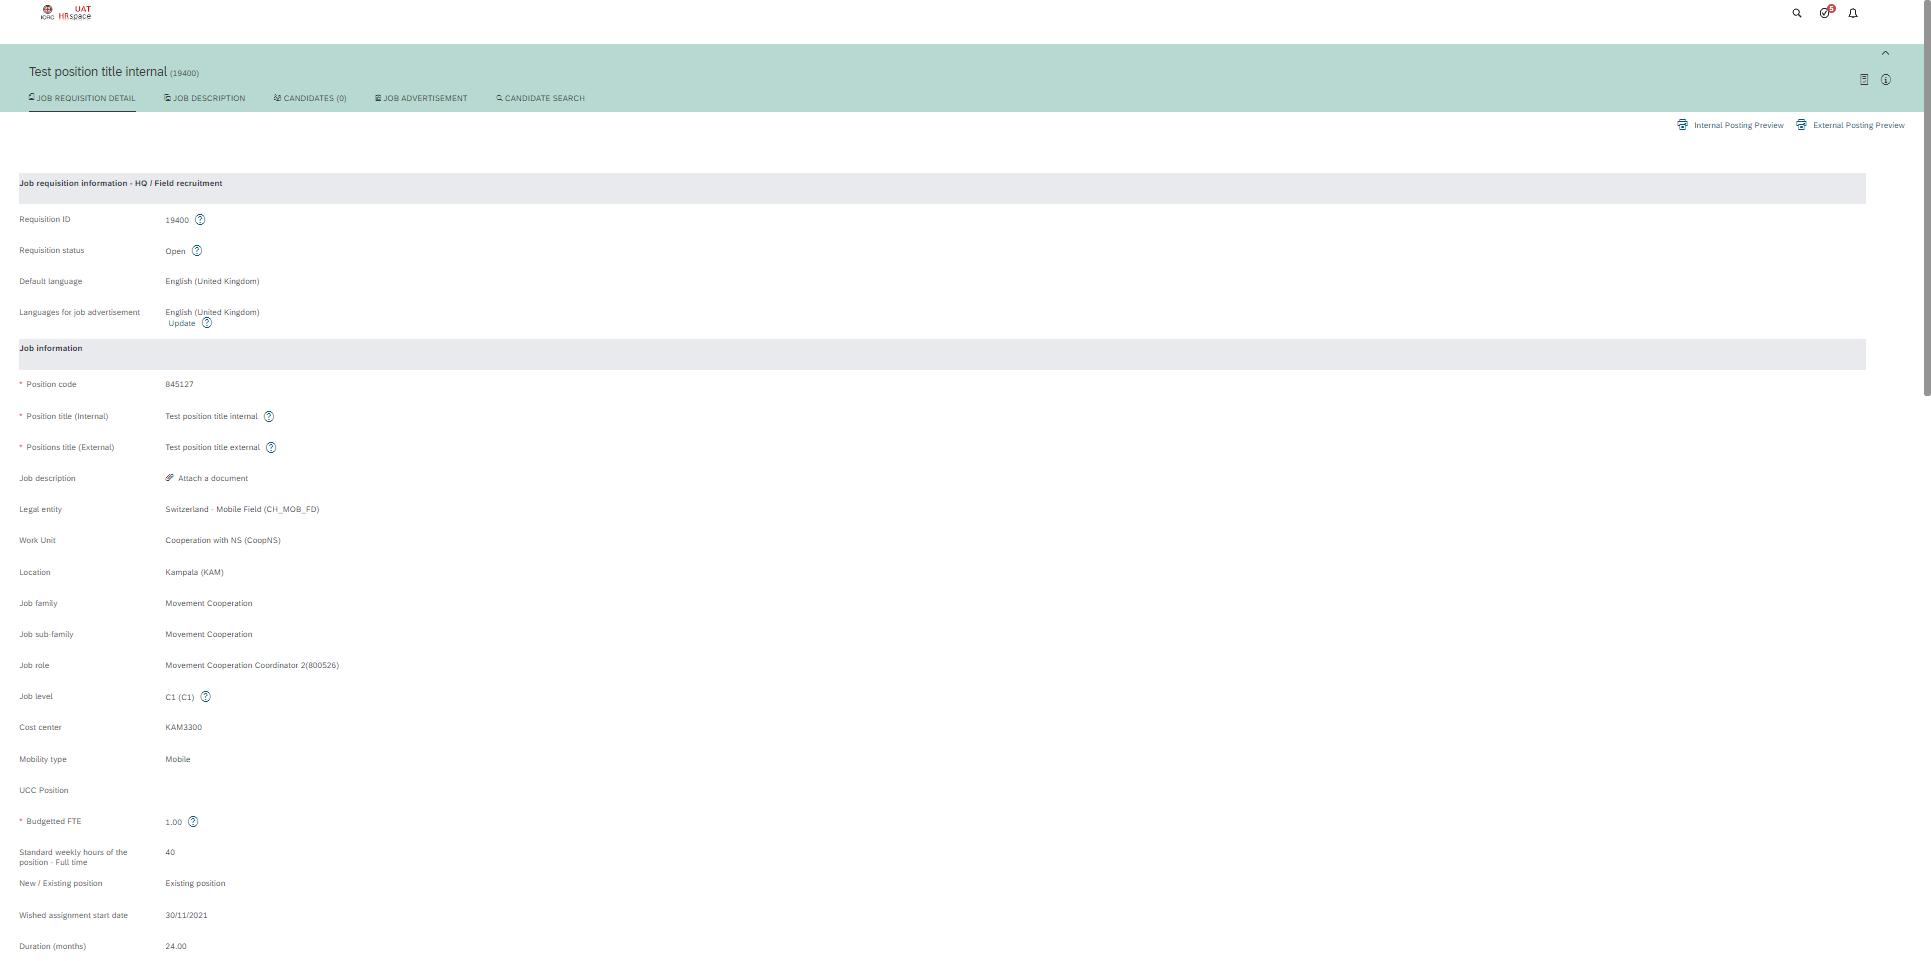 ICRC
UAT
HRspace
5
Test position title internal (19400)
JOB REQUISITION DETAIL
JOB DESCRIPTION
CANDIDATES (0)
JOB ADVERTISEMENT
CANDIDATE SEARCH
Internal Posting Preview
External Posting Preview
Job requisition information - HQ / Field recruitment
Requisition ID 19400
Requisition status Open
Default language English (United Kingdom)
Languages for job advertisement English (United Kingdom)
Update
Job information
* Position code 845127
* Position title (Internal) Test position title internal
* Positions title (External) Test position title external
Job description Attach a document
Legal entity Switzerland - Mobile Field (CH_MOB_FD)
Work Unit Cooperation with NS (CoopNS)
Location Kampala (KAM)
Job family Movement Cooperation
Job sub-family Movement Cooperation
Job role Movement Cooperation Coordinator 2(800526)
Job level C1 (C1)
Cost center KAM3300
Mobility type Mobile
UCC Position
* Budgetted FTE 1.00
Standard weekly hours of the 40
position - Full time
New / Existing position Existing position
Wished assignment start date 30/11/2021
Duration (months) 24.00